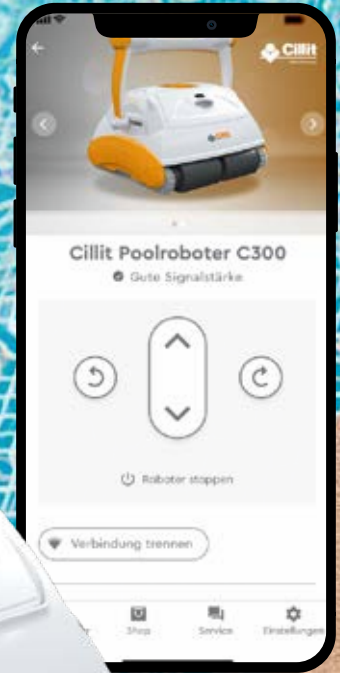 Cillit
Cillit Poolroboter C300
Gute Signalstärke
Roboter stoppen
Verbindung trennen
Shop
Service
Einstellungen